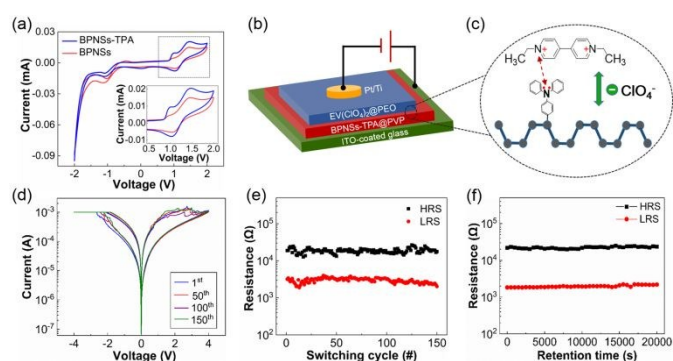 (a)
BPNSs-TPA
BPNSs
Current (mA)
0.03
0.00
-0.03
-0.06
-0.09
-2 -1 0 1 2
Voltage (V)
0.02
0.01
0.00
0.5 1.0 1.5 2.0
Voltage (V)
(b)
Pt/Ti
EV(ClO₄)₂@PEO
BPNSs-TPA@PVP
ITO-coated glass
(c)
H₃C
N
N
CH₃
N
ClO₄⁻
(d)
Current (A)
10⁻²
10⁻³
10⁻⁴
10⁻⁵
10⁻⁶
10⁻⁷
1st
50th
100th
150th
-4 -2 0 2 4
Voltage (V)
(e)
HRS
LRS
Resistance (Ω)
10⁵
10⁴
10³
10²
0 50 100 150
Switching cycle (#)
(f)
HRS
LRS
Resistance (Ω)
10⁵
10⁴
10³
10²
0 5000 10000 15000 20000
Retention time (s)